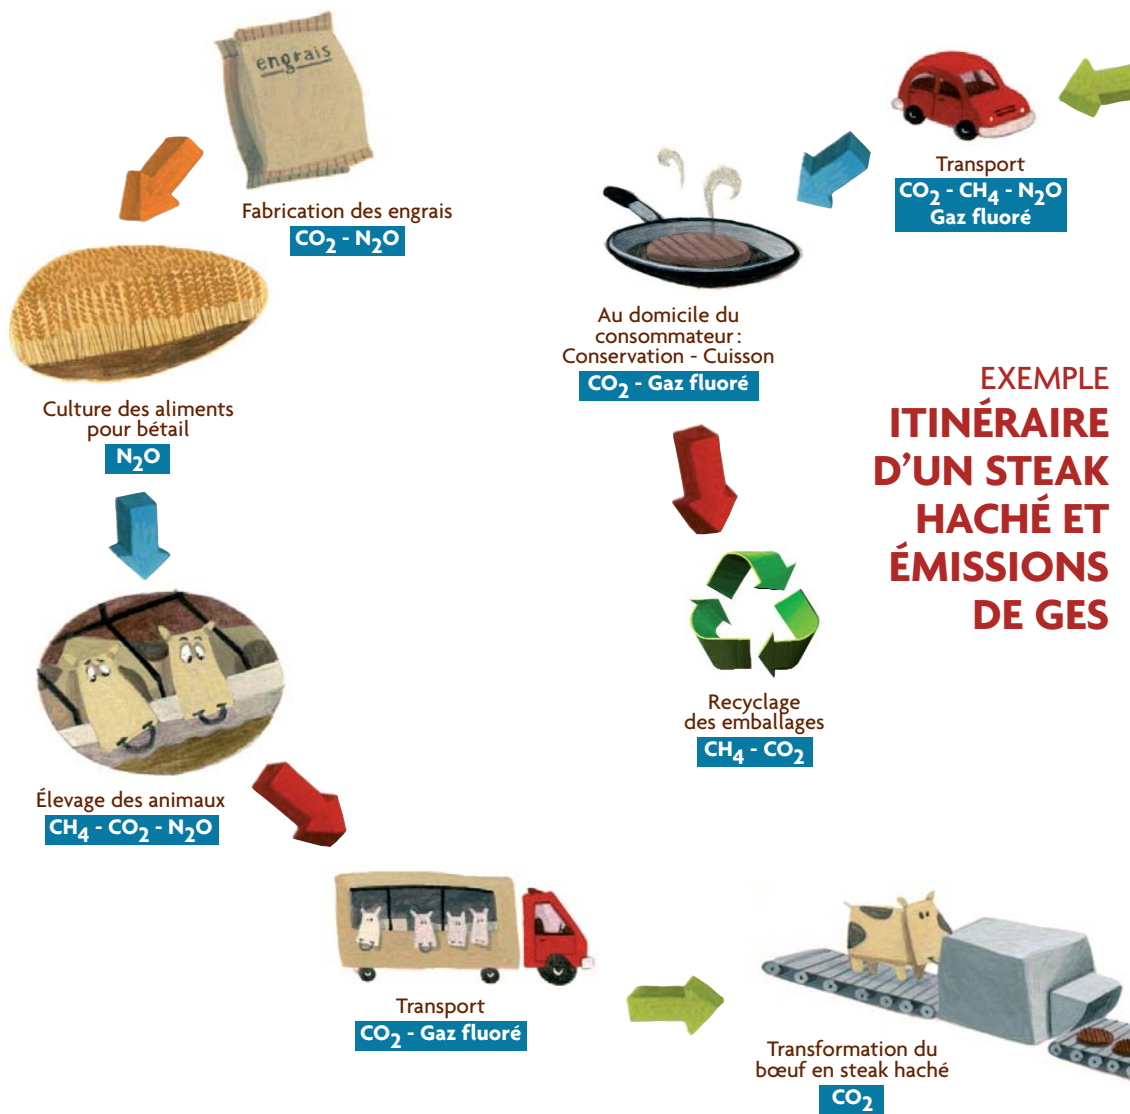 engrais
Fabrication des engrais
CO2 - N2O
Culture des aliments
pour bétail
N2O
Élevage des animaux
CH4 - CO2 - N2O
Transport
CO2 - Gaz fluoré
Transformation du
bœuf en steak haché
CO2
Transport
CO2 - CH4 - N2O
Gaz fluoré
Au domicile du
consommateur :
Conservation - Cuisson
CO2 - Gaz fluoré
Recyclage
des emballages
CH4 - CO2
EXEMPLE
ITINÉRAIRE
D'UN STEAK
HACHÉ ET
ÉMISSIONS
DE GES